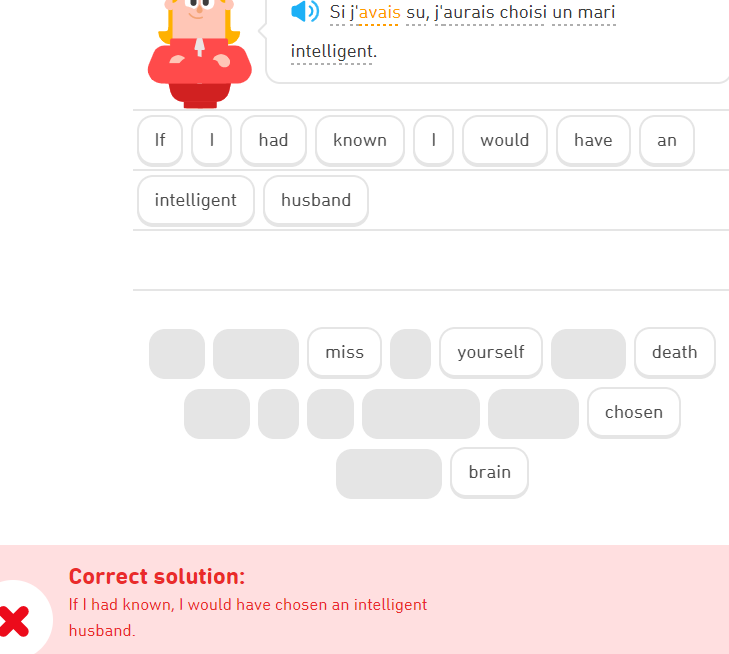 Si j'avais su, j'aurais choisi un mari
intelligent.
If I had known I would have an
intelligent husband
miss yourself death
chosen
brain
Correct solution:
If I had known, I would have chosen an intelligent
husband.